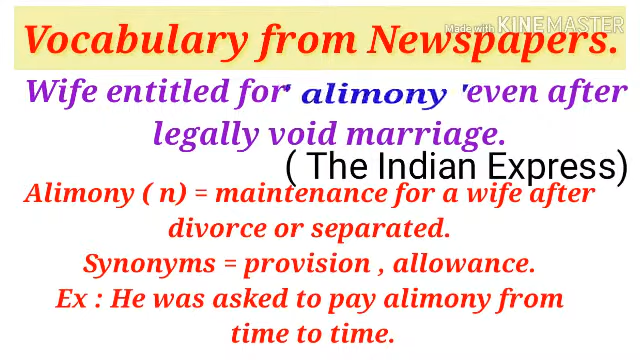 Made with KINEMASTER
Vocabulary from Newspapers.
Wife entitled for ' alimony ' even after
legally void marriage.
( The Indian Express)
Alimony ( n) = maintenance for a wife after
divorce or separated.
Synonyms = provision , allowance.
Ex : He was asked to pay alimony from
time to time.